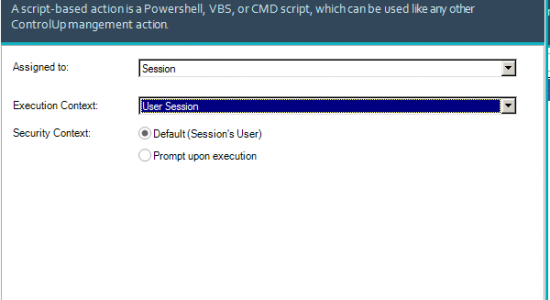 A script-based action is a Powershell, VBS, or CMD script, which can be used like any other
ControlUp mangement action.
Assigned to: Session
Execution Context: User Session
Security Context: Default (Session's User)
Prompt upon execution